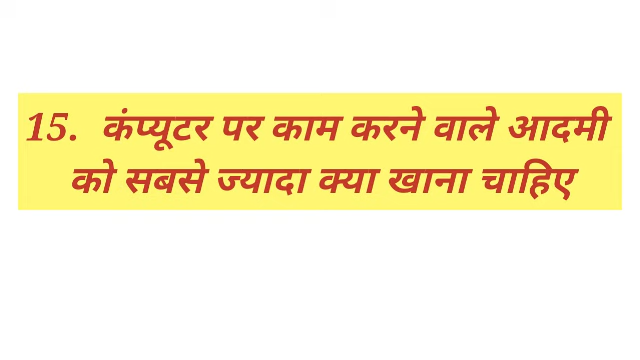 15. कंप्यूटर पर काम करने वाले आदमी
को सबसे ज्यादा क्या खाना चाहिए